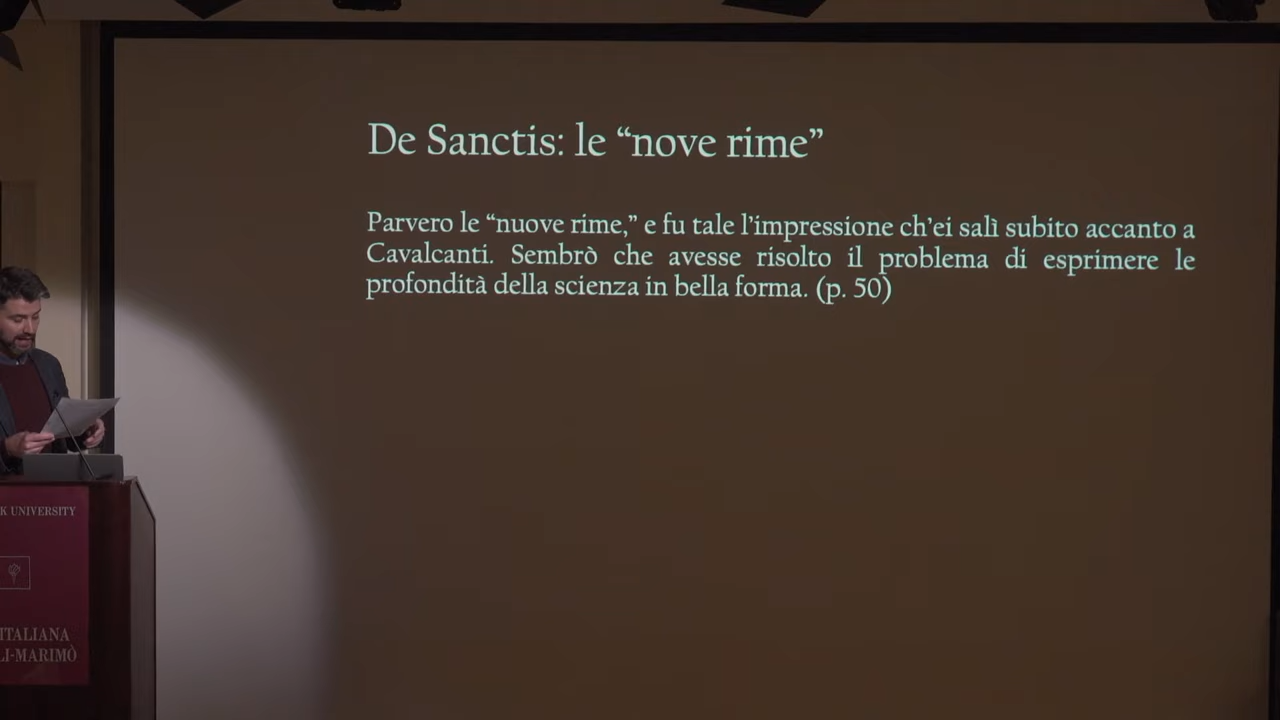 De Sanctis: le “nove rime”
Parvero le “nuove rime,” e fu tale l’impressione ch’ei salì subito accanto a
Cavalcanti. Sembrò che avesse risolto il problema di esprimere le
profondità della scienza in bella forma. (p. 50)
K UNIVERSITY
ITALIANA
LI-MARIMÒ